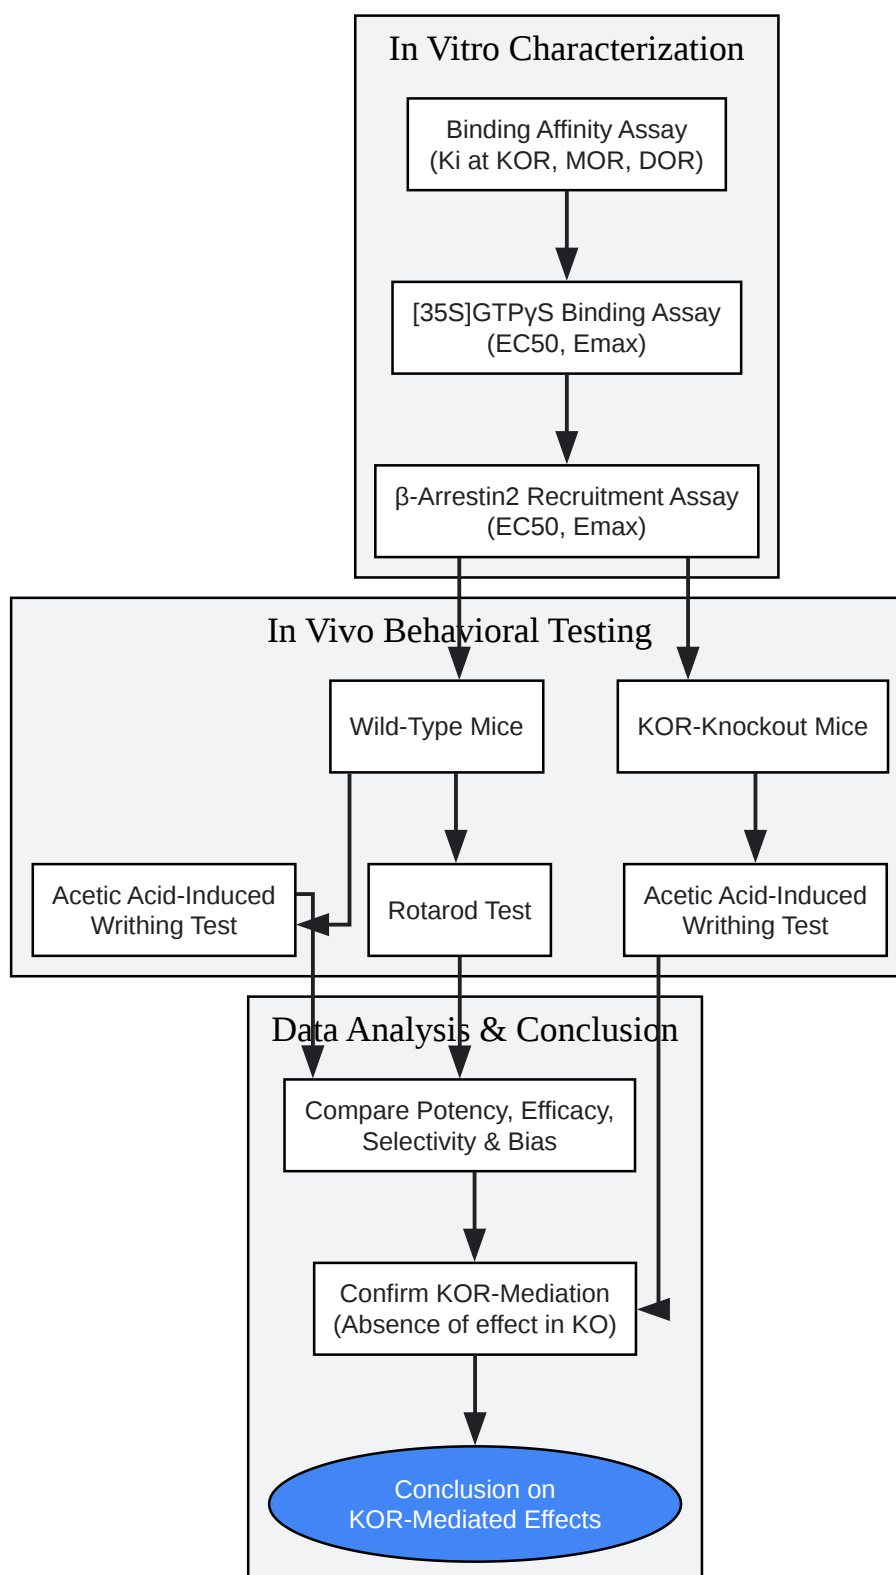 In Vitro Characterization
Binding Affinity Assay
(Ki at KOR, MOR, DOR)
[35S]GTPγS Binding Assay
(EC50, Emax)
β-Arrestin2 Recruitment Assay
(EC50, Emax)
In Vivo Behavioral Testing
Wild-Type Mice
KOR-Knockout Mice
Acetic Acid-Induced
Writhing Test
Rotarod Test
Acetic Acid-Induced
Writhing Test
Data Analysis & Conclusion
Compare Potency, Efficacy,
Selectivity & Bias
Confirm KOR-Mediation
(Absence of effect in KO)
Conclusion on
KOR-Mediated Effects